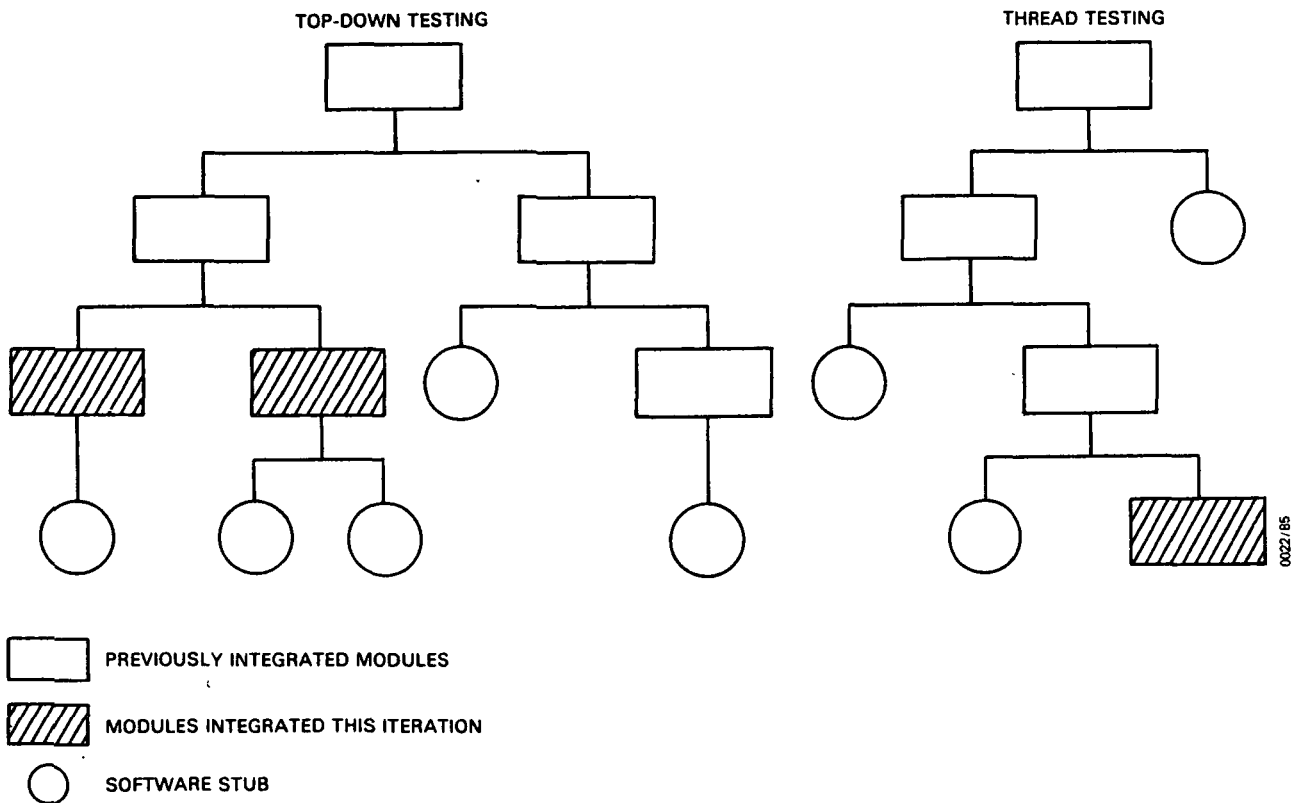 TOP-DOWN TESTING
THREAD TESTING
0022/85
PREVIOUSLY INTEGRATED MODULES
MODULES INTEGRATED THIS ITERATION
SOFTWARE STUB